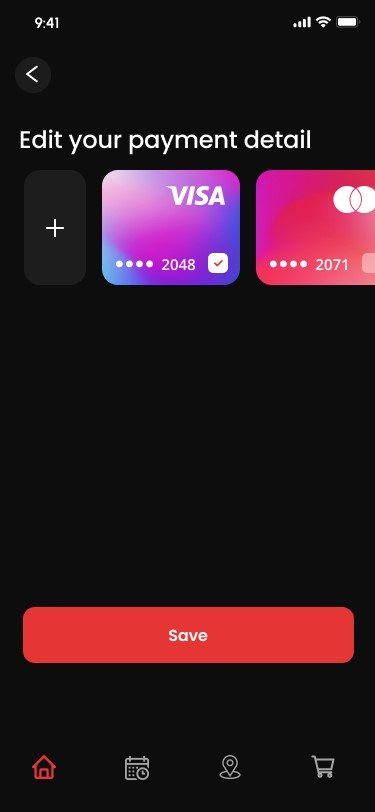 9:41
Edit your payment detail
VISA
•••• 2048
•••• 2071
Save